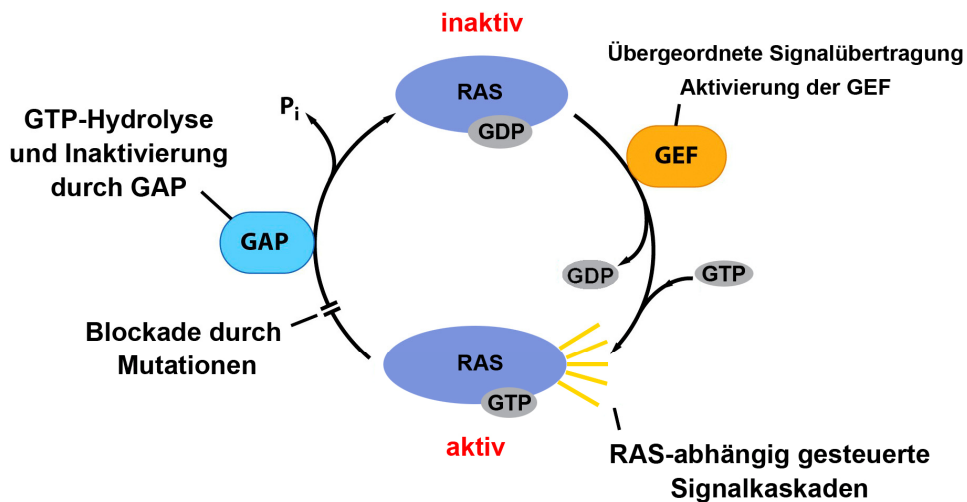 inaktiv
Übergeordnete Signalübertragung
Aktivierung der GEF
RAS
GDP
P i
GTP-Hydrolyse
und Inaktivierung
durch GAP
GEF
GAP
GDP
GTP
Blockade durch
Mutationen
RAS
GTP
aktiv
RAS-abhängig gesteuerte
Signalkaskaden